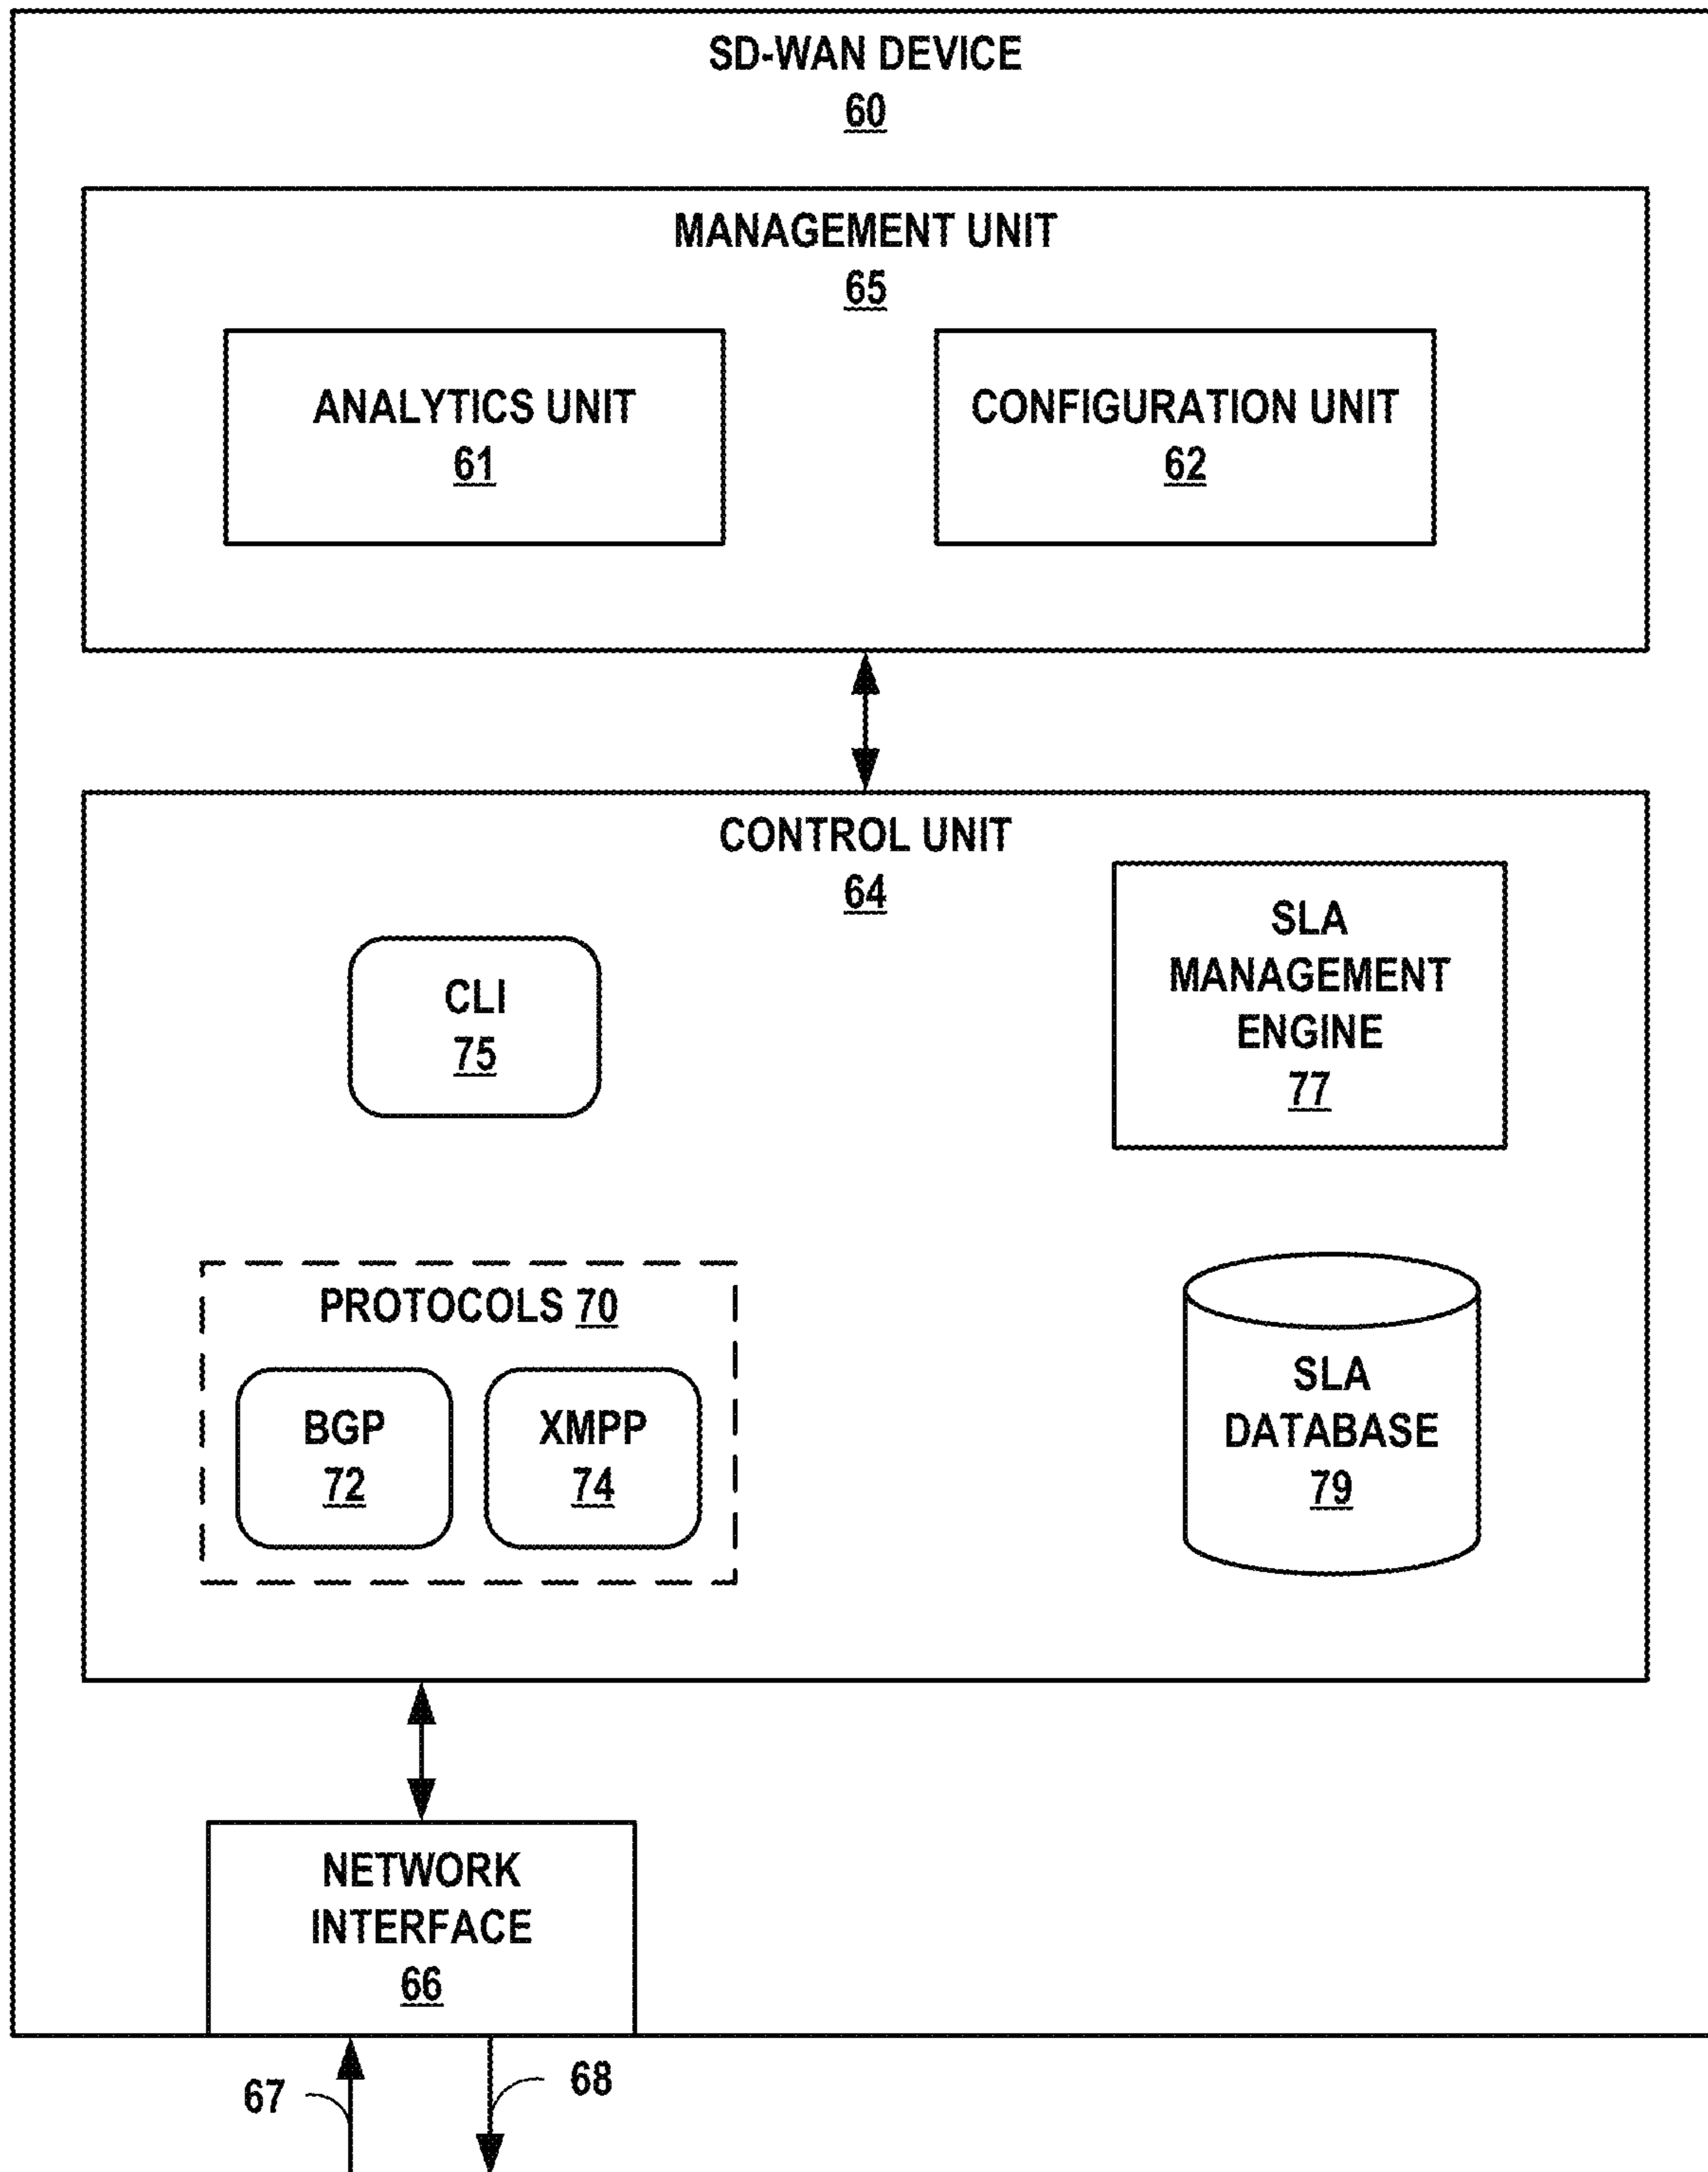 SD-WAN DEVICE
60
MANAGEMENT UNIT
65
ANALYTICS UNIT
61
CONFIGURATION UNIT
62
CONTROL UNIT
64
CLI
75
SLA
MANAGEMENT
ENGINE
77
PROTOCOLS 70
BGP
72
XMPP
74
SLA
DATABASE
79
NETWORK
INTERFACE
66
67
68